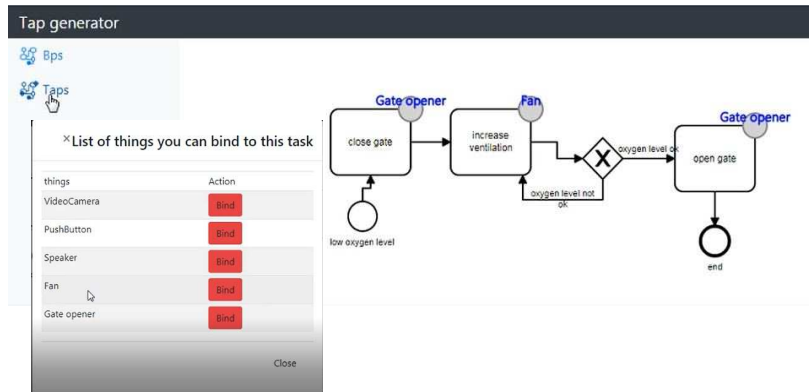 Tap generator
Bps
Taps
×List of things you can bind to this task
things Action
VideoCamera Bind
PushButton Bind
Speaker Bind
Fan Bind
Gate opener Bind
Close
Gate opener
close gate
low oxygen level
Fan
increase
ventilation
oxygen level ok
oxygen level not
ok
Gate opener
open gate
end